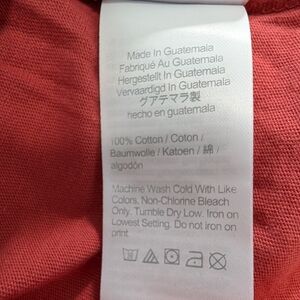 Made In Guatemala
Fabriqué Au Guatemala
Hergestellt In Guatemala
Vervaardigd In Guatemala
グアテマラ製
hecho en guatemala
100% Cotton / Coton /
Baumwolle / Katoen / 綿 /
algodón
Machine Wash Cold With Like
Colors. Non-Chlorine Bleach
Only. Tumble Dry Low. Iron on
Lowest Setting. Do not Iron on
print